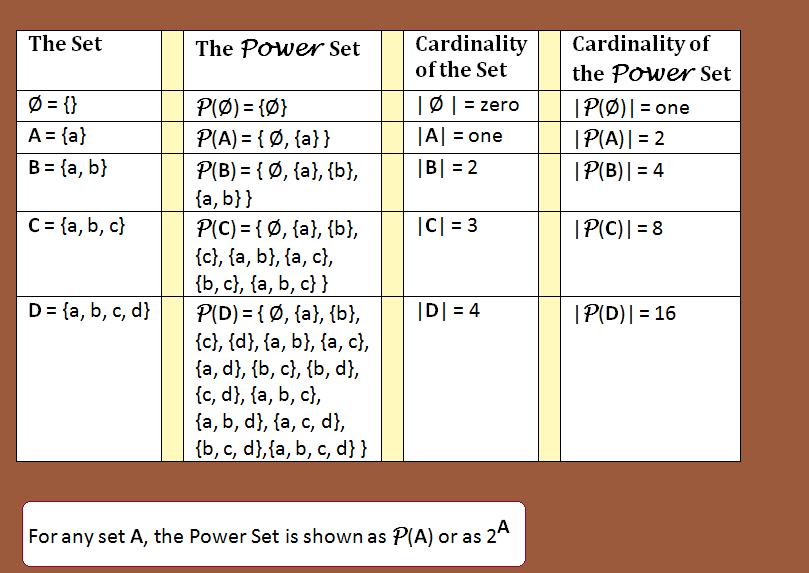 The Set
The Power Set
Cardinality
of the Set
Cardinality of
the Power Set
Ø = {}
P(Ø) = {Ø}
| Ø | = zero
|P(Ø)| = one
A = {a}
P(A) = { Ø, {a} }
|A| = one
|P(A)| = 2
B = {a, b}
P(B) = { Ø, {a}, {b},
{a, b} }
|B| = 2
|P(B)| = 4
C = {a, b, c}
P(C) = { Ø, {a}, {b},
{c}, {a, b}, {a, c},
{b, c}, {a, b, c} }
|C| = 3
|P(C)| = 8
D = {a, b, c, d}
P(D) = { Ø, {a}, {b},
{c}, {d}, {a, b}, {a, c},
{a, d}, {b, c}, {b, d},
{c, d}, {a, b, c},
{a, b, d}, {a, c, d},
{b, c, d},{a, b, c, d} }
|D| = 4
|P(D)| = 16
For any set A, the Power Set is shown as P(A) or as 2^A